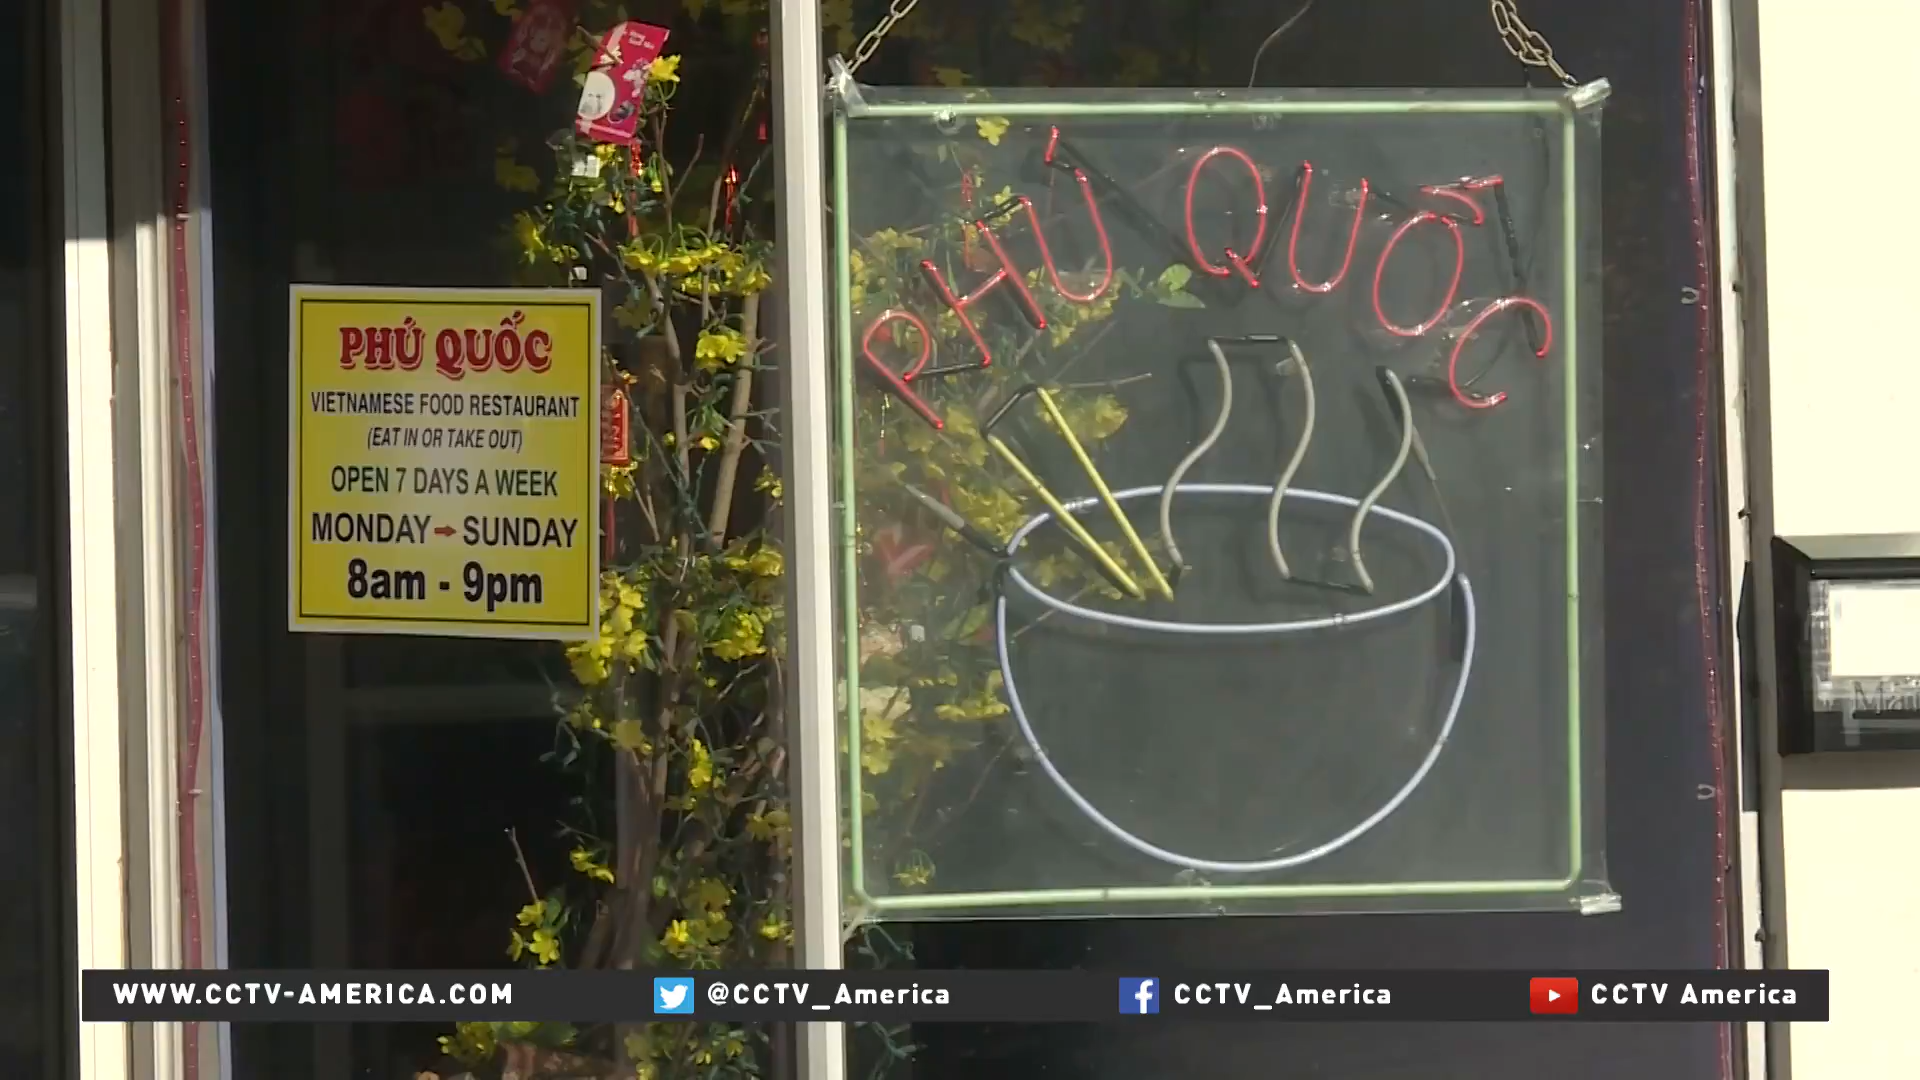 PHÚ QUỐC
VIETNAMESE FOOD RESTAURANT
(EAT IN OR TAKE OUT)
OPEN 7 DAYS A WEEK
MONDAY ➡ SUNDAY
8am - 9pm
PHÚ QUỐC
Mail
WWW.CCTV-AMERICA.COM
@CCTV_America
CCTV_America
CCTV America